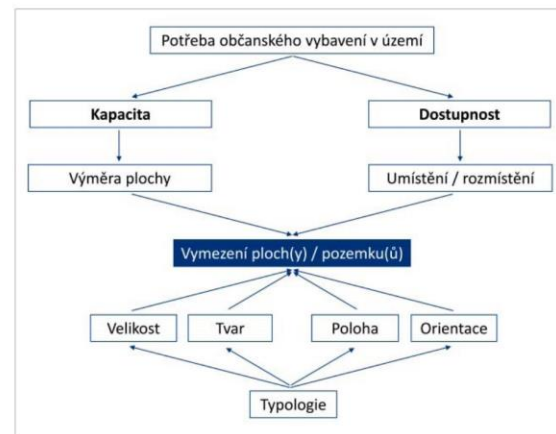 Potřeba občanského vybavení v území
Kapacita
Dostupnost
Výměra plochy
Umístění / rozmístění
Vymezení ploch(y) / pozemku(ů)
Velikost
Tvar
Poloha
Orientace
Typologie